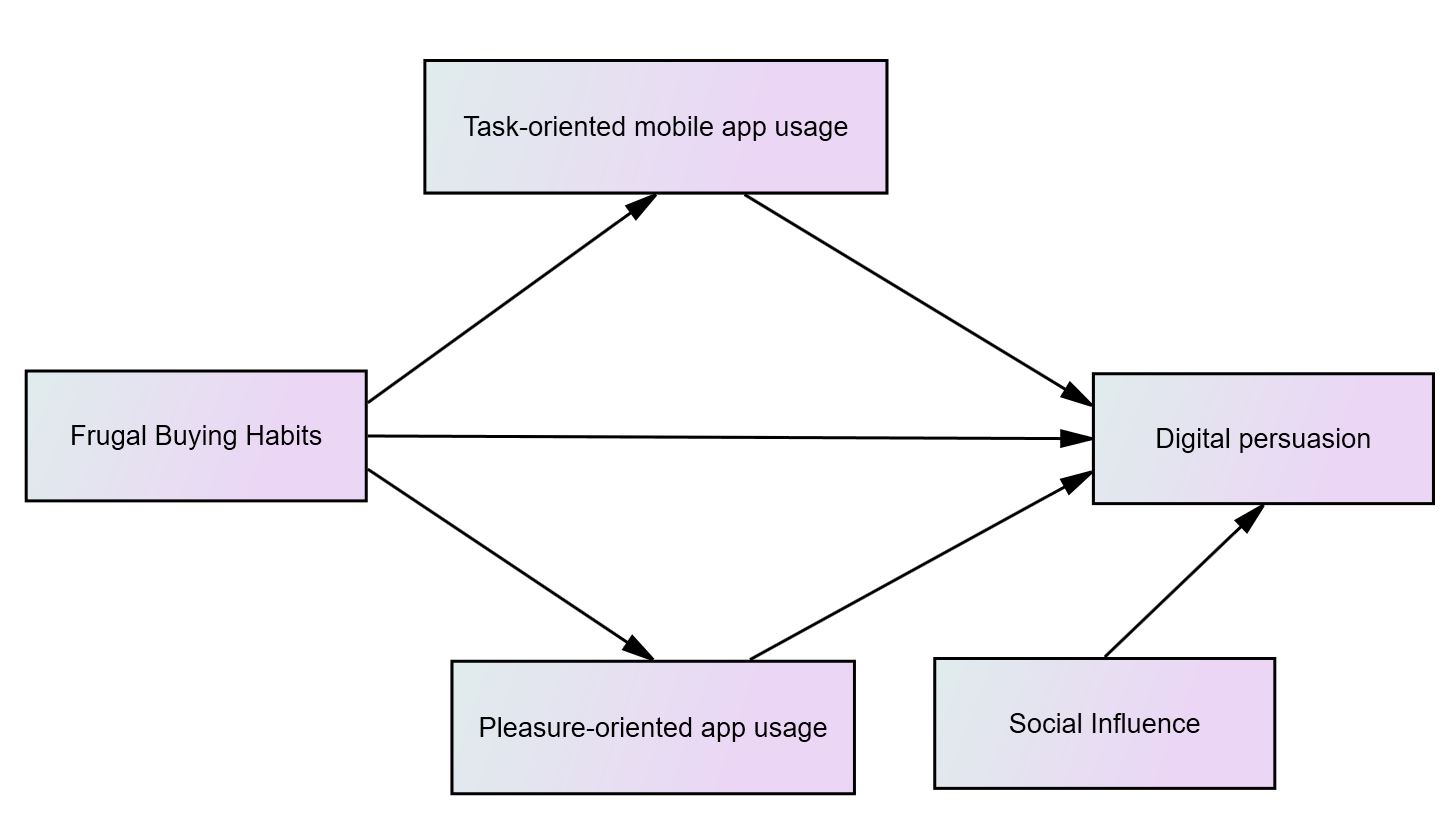 Task-oriented mobile app usage
Frugal Buying Habits
Digital persuasion
Pleasure-oriented app usage
Social Influence